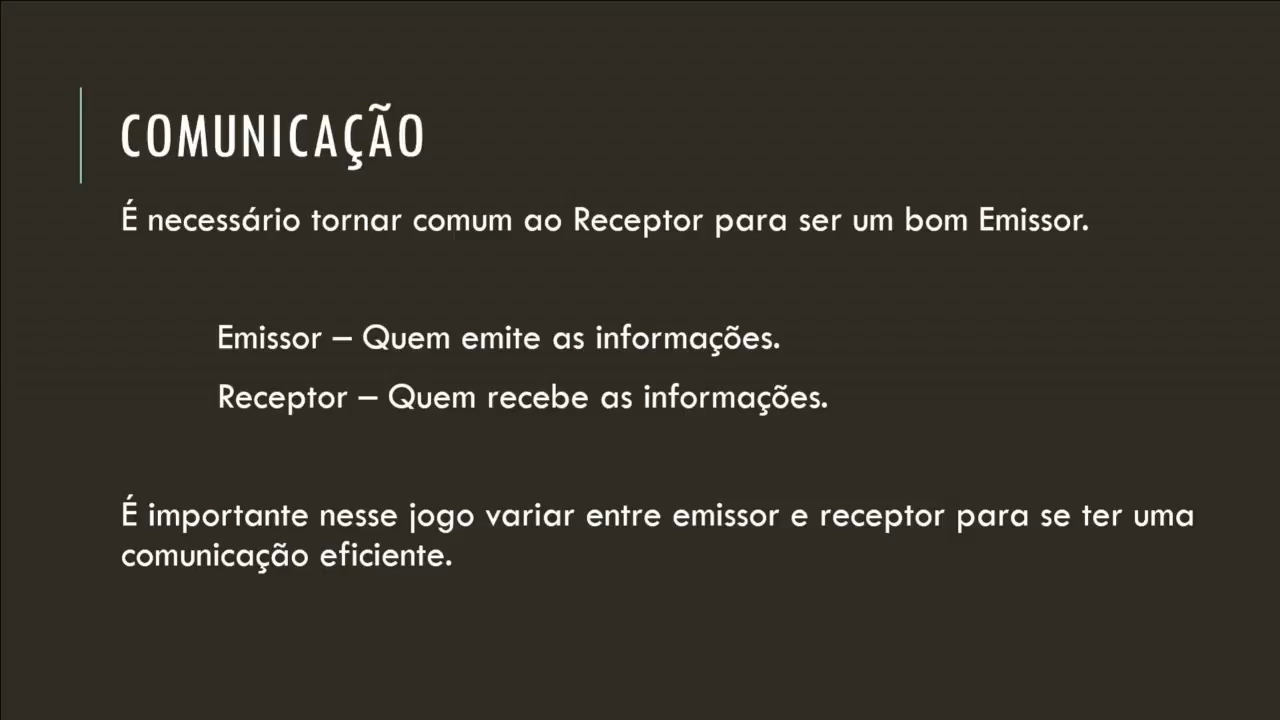 COMUNICAÇÃO
É necessário tornar comum ao Receptor para ser um bom Emissor.
Emissor – Quem emite as informações.
Receptor – Quem recebe as informações.
É importante nesse jogo variar entre emissor e receptor para se ter uma
comunicação eficiente.